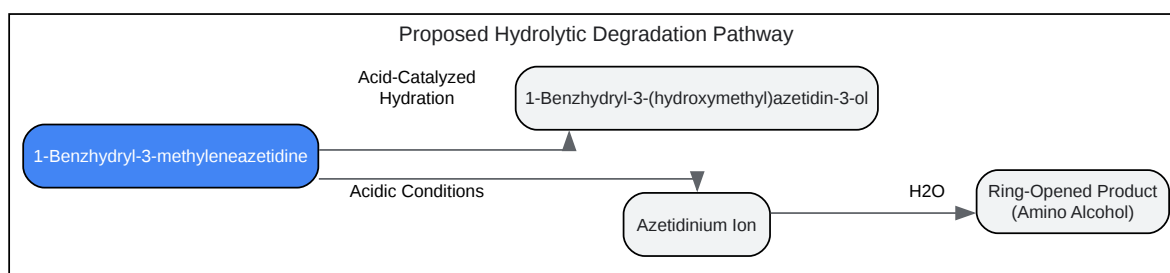 Proposed Hydrolytic Degradation Pathway
Acid-Catalyzed
Hydration
1-Benzhydryl-3-(hydroxymethyl)azetidin-3-ol
1-Benzhydryl-3-methyleneazetidine
Acidic Conditions
Azetidinium Ion
H2O
Ring-Opened Product
(Amino Alcohol)